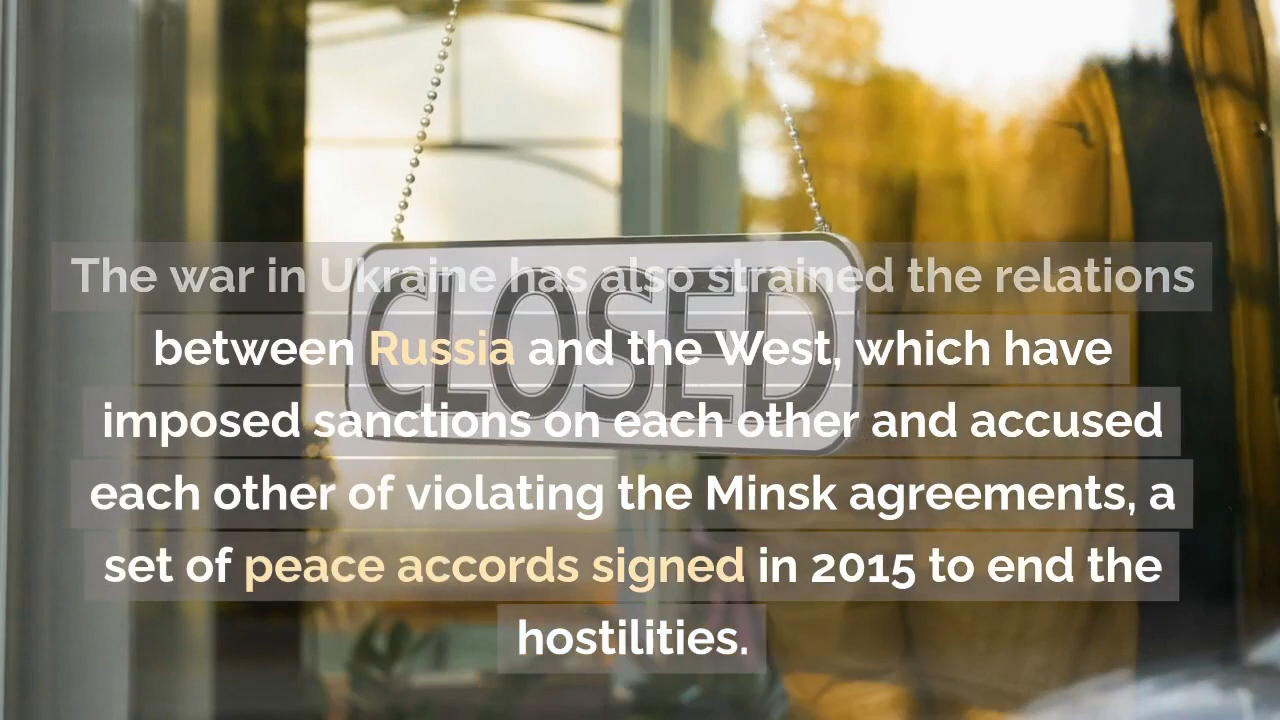 CLOSED
The war in Ukraine has also strained the relations
between Russia and the West, which have
imposed sanctions on each other and accused
each other of violating the Minsk agreements, a
set of peace accords signed in 2015 to end the
hostilities.